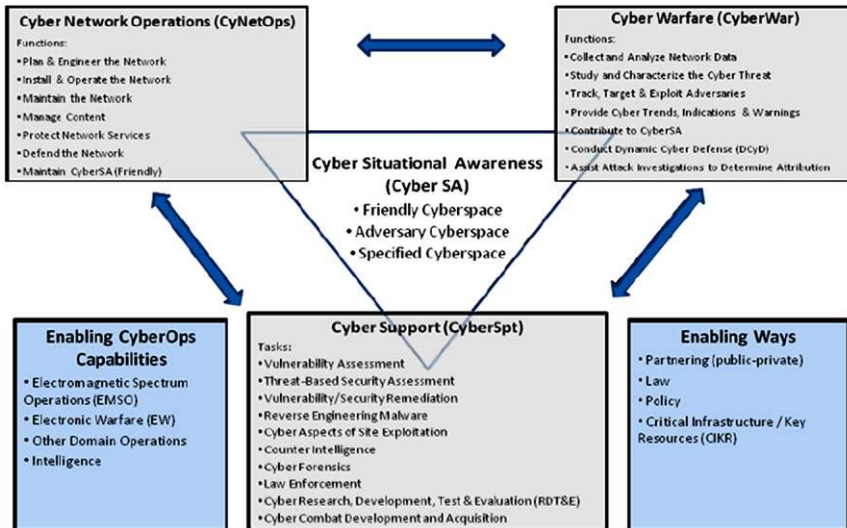 Cyber Network Operations (CyNetOps)
Functions:
•Plan & Engineer the Network
•Install & Operate the Network
•Maintain the Network
•Manage Content
•Protect Network Services
•Defend the Network
•Maintain CyberSA (Friendly)
Cyber Warfare (CyberWar)
Functions:
•Collect and Analyze Network Data
•Study and Characterize the Cyber Threat
•Track, Target & Exploit Adversaries
•Provide Cyber Trends, Indications & Warnings
•Contribute to CyberSA
•Conduct Dynamic Cyber Defense (DCyD)
•Assist Attack Investigations to Determine Attribution
Cyber Situational Awareness
(Cyber SA)
• Friendly Cyberspace
• Adversary Cyberspace
• Specified Cyberspace
Enabling CyberOps
Capabilities
• Electromagnetic Spectrum
Operations (EMSO)
• Electronic Warfare (EW)
• Other Domain Operations
• Intelligence
Cyber Support (CyberSpt)
Tasks:
•Vulnerability Assessment
•Threat-Based Security Assessment
•Vulnerability/Security Remediation
•Reverse Engineering Malware
•Cyber Aspects of Site Exploitation
•Counter Intelligence
•Cyber Forensics
•Law Enforcement
•Cyber Research, Development, Test & Evaluation (RDT&E)
•Cyber Combat Development and Acquisition
Enabling Ways
• Partnering (public-private)
• Law
• Policy
• Critical Infrastructure / Key
Resources (CIKR)